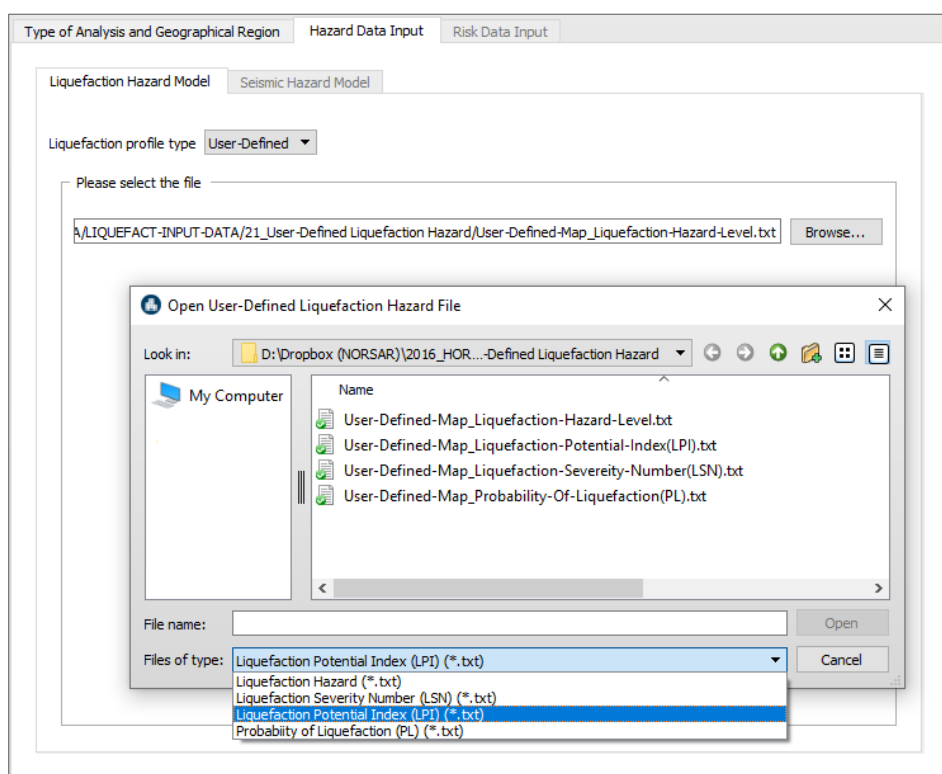 Type of Analysis and Geographical Region Hazard Data Input Risk Data Input
Liquefaction Hazard Model Seismic Hazard Model
Liquefaction profile type User-Defined
Please select the file
A/LIQUEFACT-INPUT-DATA/21_User-Defined Liquefaction Hazard/User-Defined-Map_Liquefaction-Hazard-Level.txt Browse...
Open User-Defined Liquefaction Hazard File
Look in: D:\Dropbox (NORSAR)\2016_HOR...-Defined Liquefaction Hazard
My Computer Name
User-Defined-Map_Liquefaction-Hazard-Level.txt
User-Defined-Map_Liquefaction-Potential-Index(LPI).txt
User-Defined-Map_Liquefaction-Severeity-Number(LSN).txt
User-Defined-Map_Probability-Of-Liquefaction(PL).txt
File name: Open
Files of type: Liquefaction Potential Index (LPI) (*.txt) Cancel
Liquefaction Hazard (*.txt)
Liquefaction Severity Number (LSN) (*.txt)
Liquefaction Potential Index (LPI) (*.txt)
Probabiity of Liquefaction (PL) (*.txt)